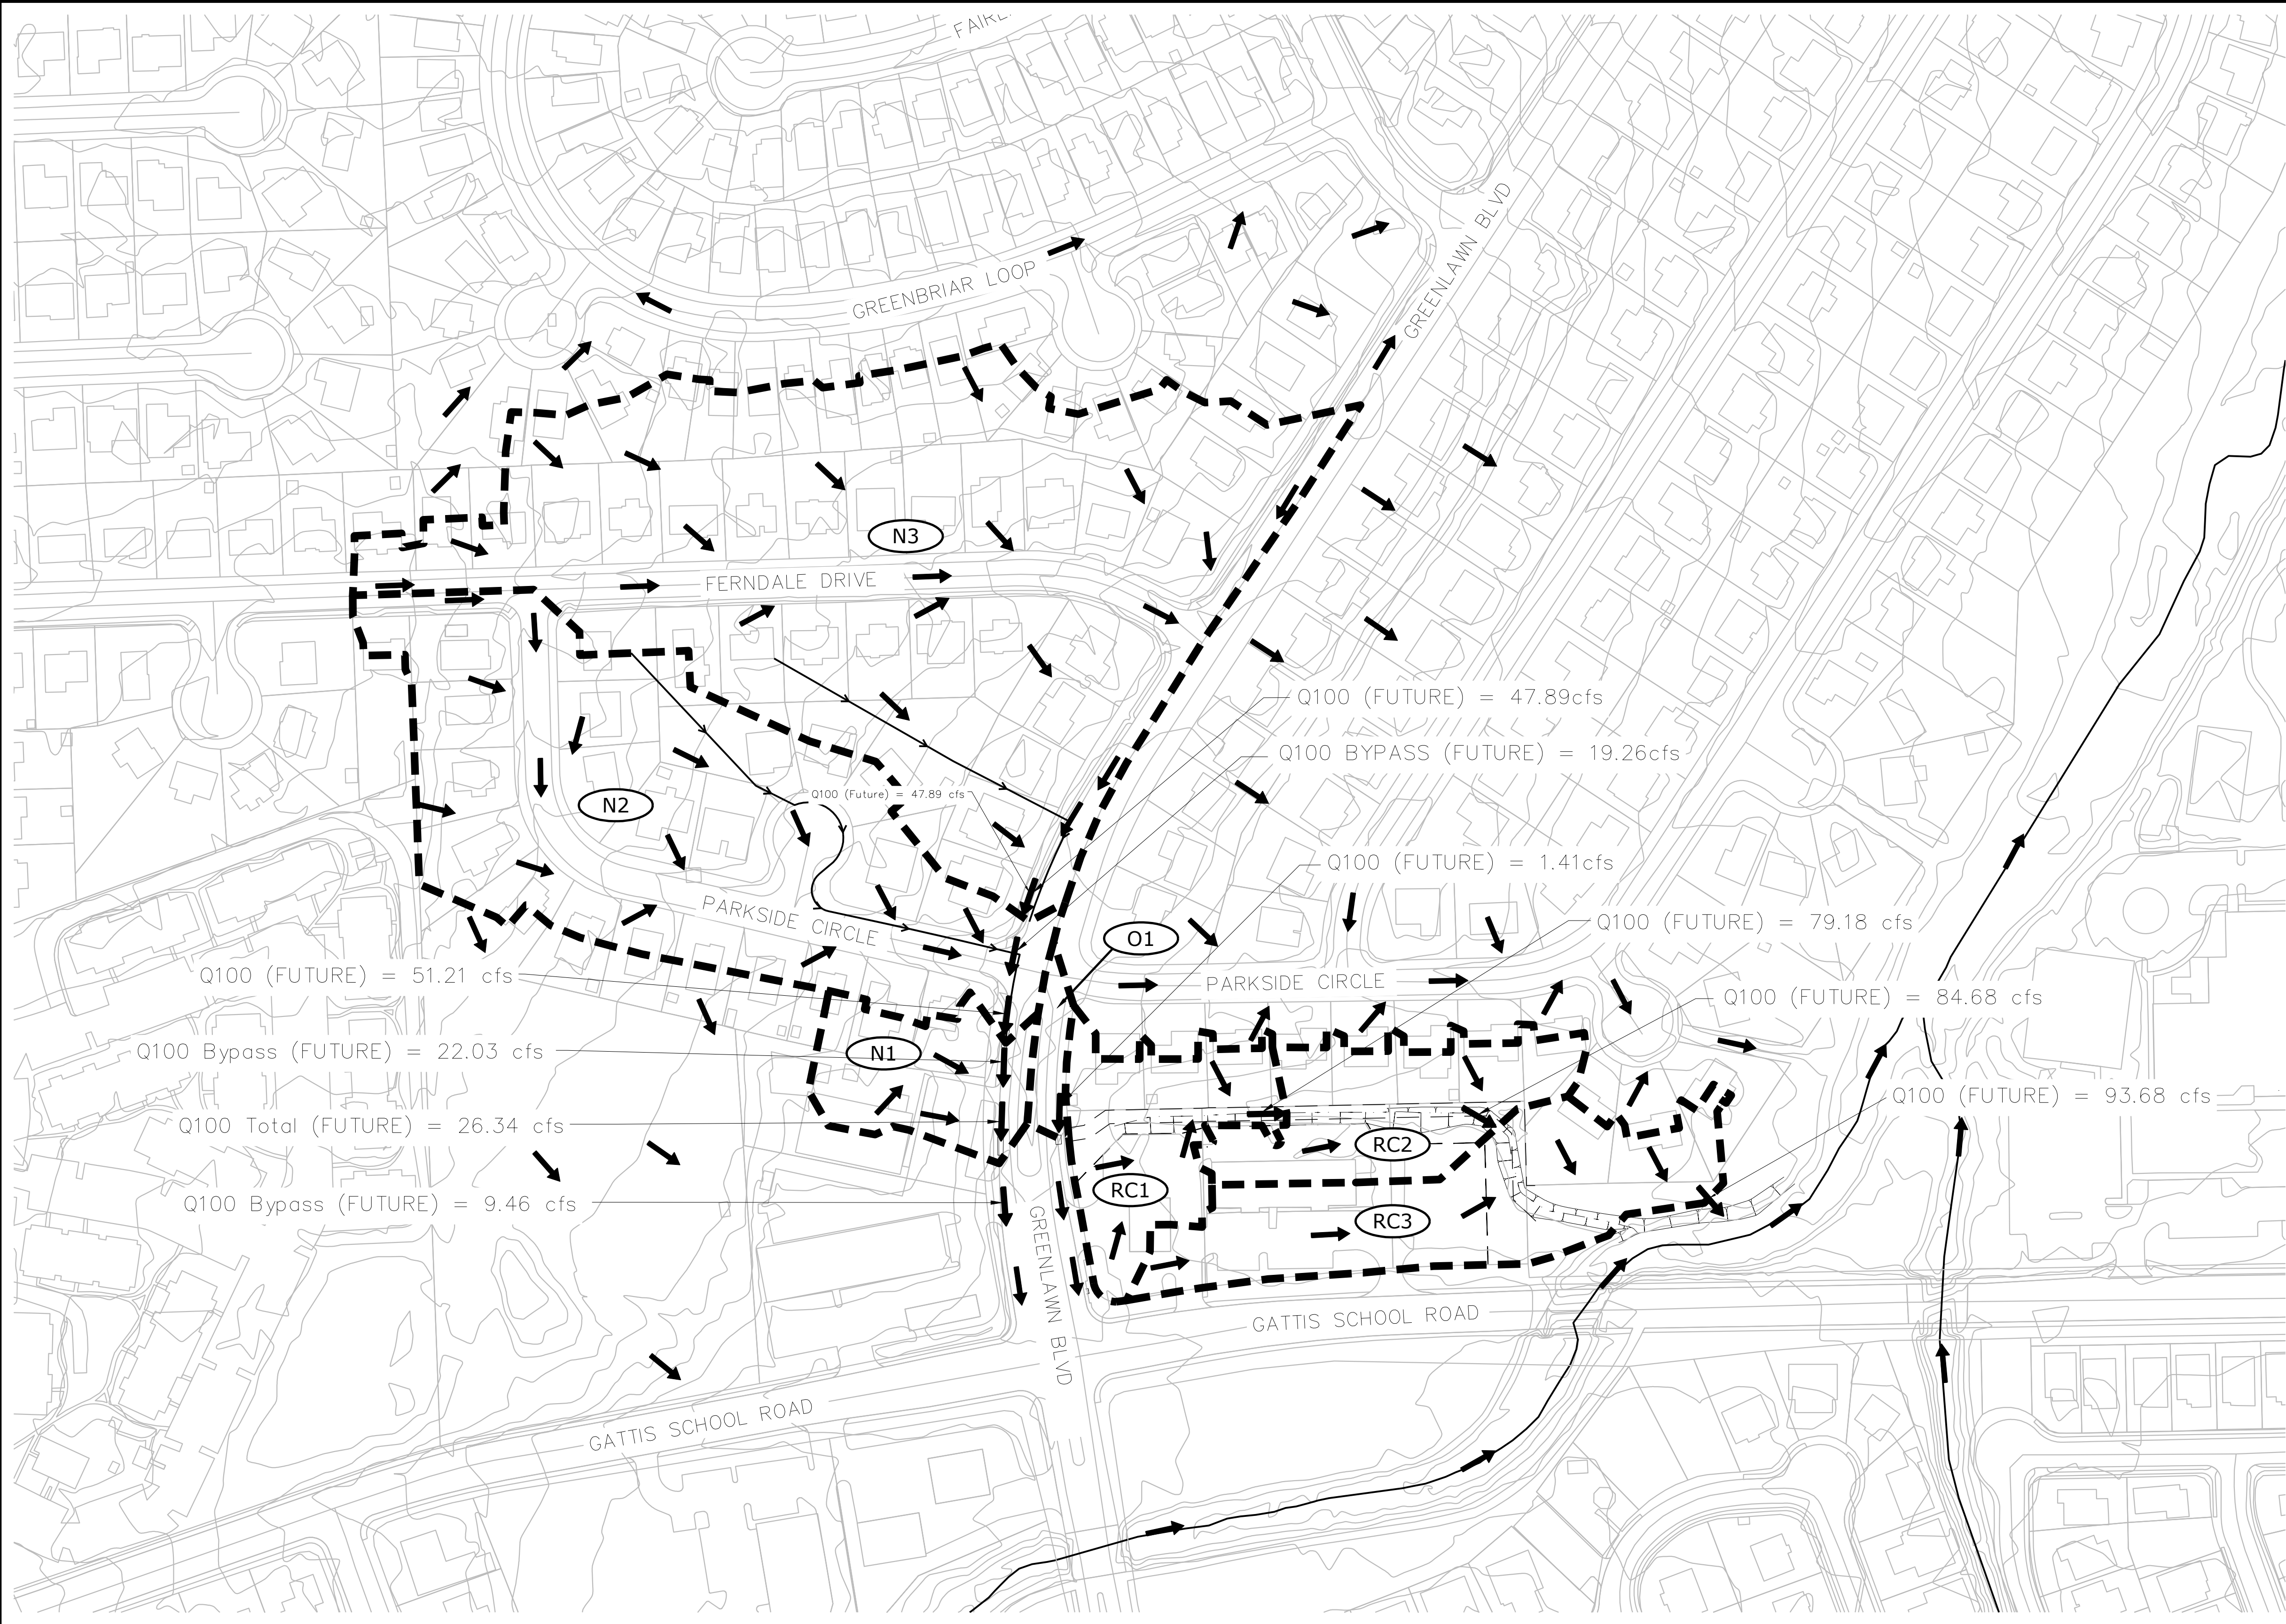 FAIRL
GREENLAWN BLVD
GREENBRIAR LOOP
N3
FERNDALE DRIVE
Q100 (FUTURE) = 47.89cfs
Q100 BYPASS (FUTURE) = 19.26cfs
Q100 (Future) = 47.89 cfs
N2
Q100 (FUTURE) = 1.41cfs
PARKSIDE CIRCLE
Q100 (FUTURE) = 79.18 cfs
O1
Q100 (FUTURE) = 51.21 cfs
PARKSIDE CIRCLE
Q100 (FUTURE) = 84.68 cfs
Q100 Bypass (FUTURE) = 22.03 cfs
N1
Q100 (FUTURE) = 93.68 cfs
Q100 Total (FUTURE) = 26.34 cfs
RC2
RC1
Q100 Bypass (FUTURE) = 9.46 cfs
RC3
GREENLAWN BLVD
GATTIS SCHOOL ROAD
GATTIS SCHOOL ROAD